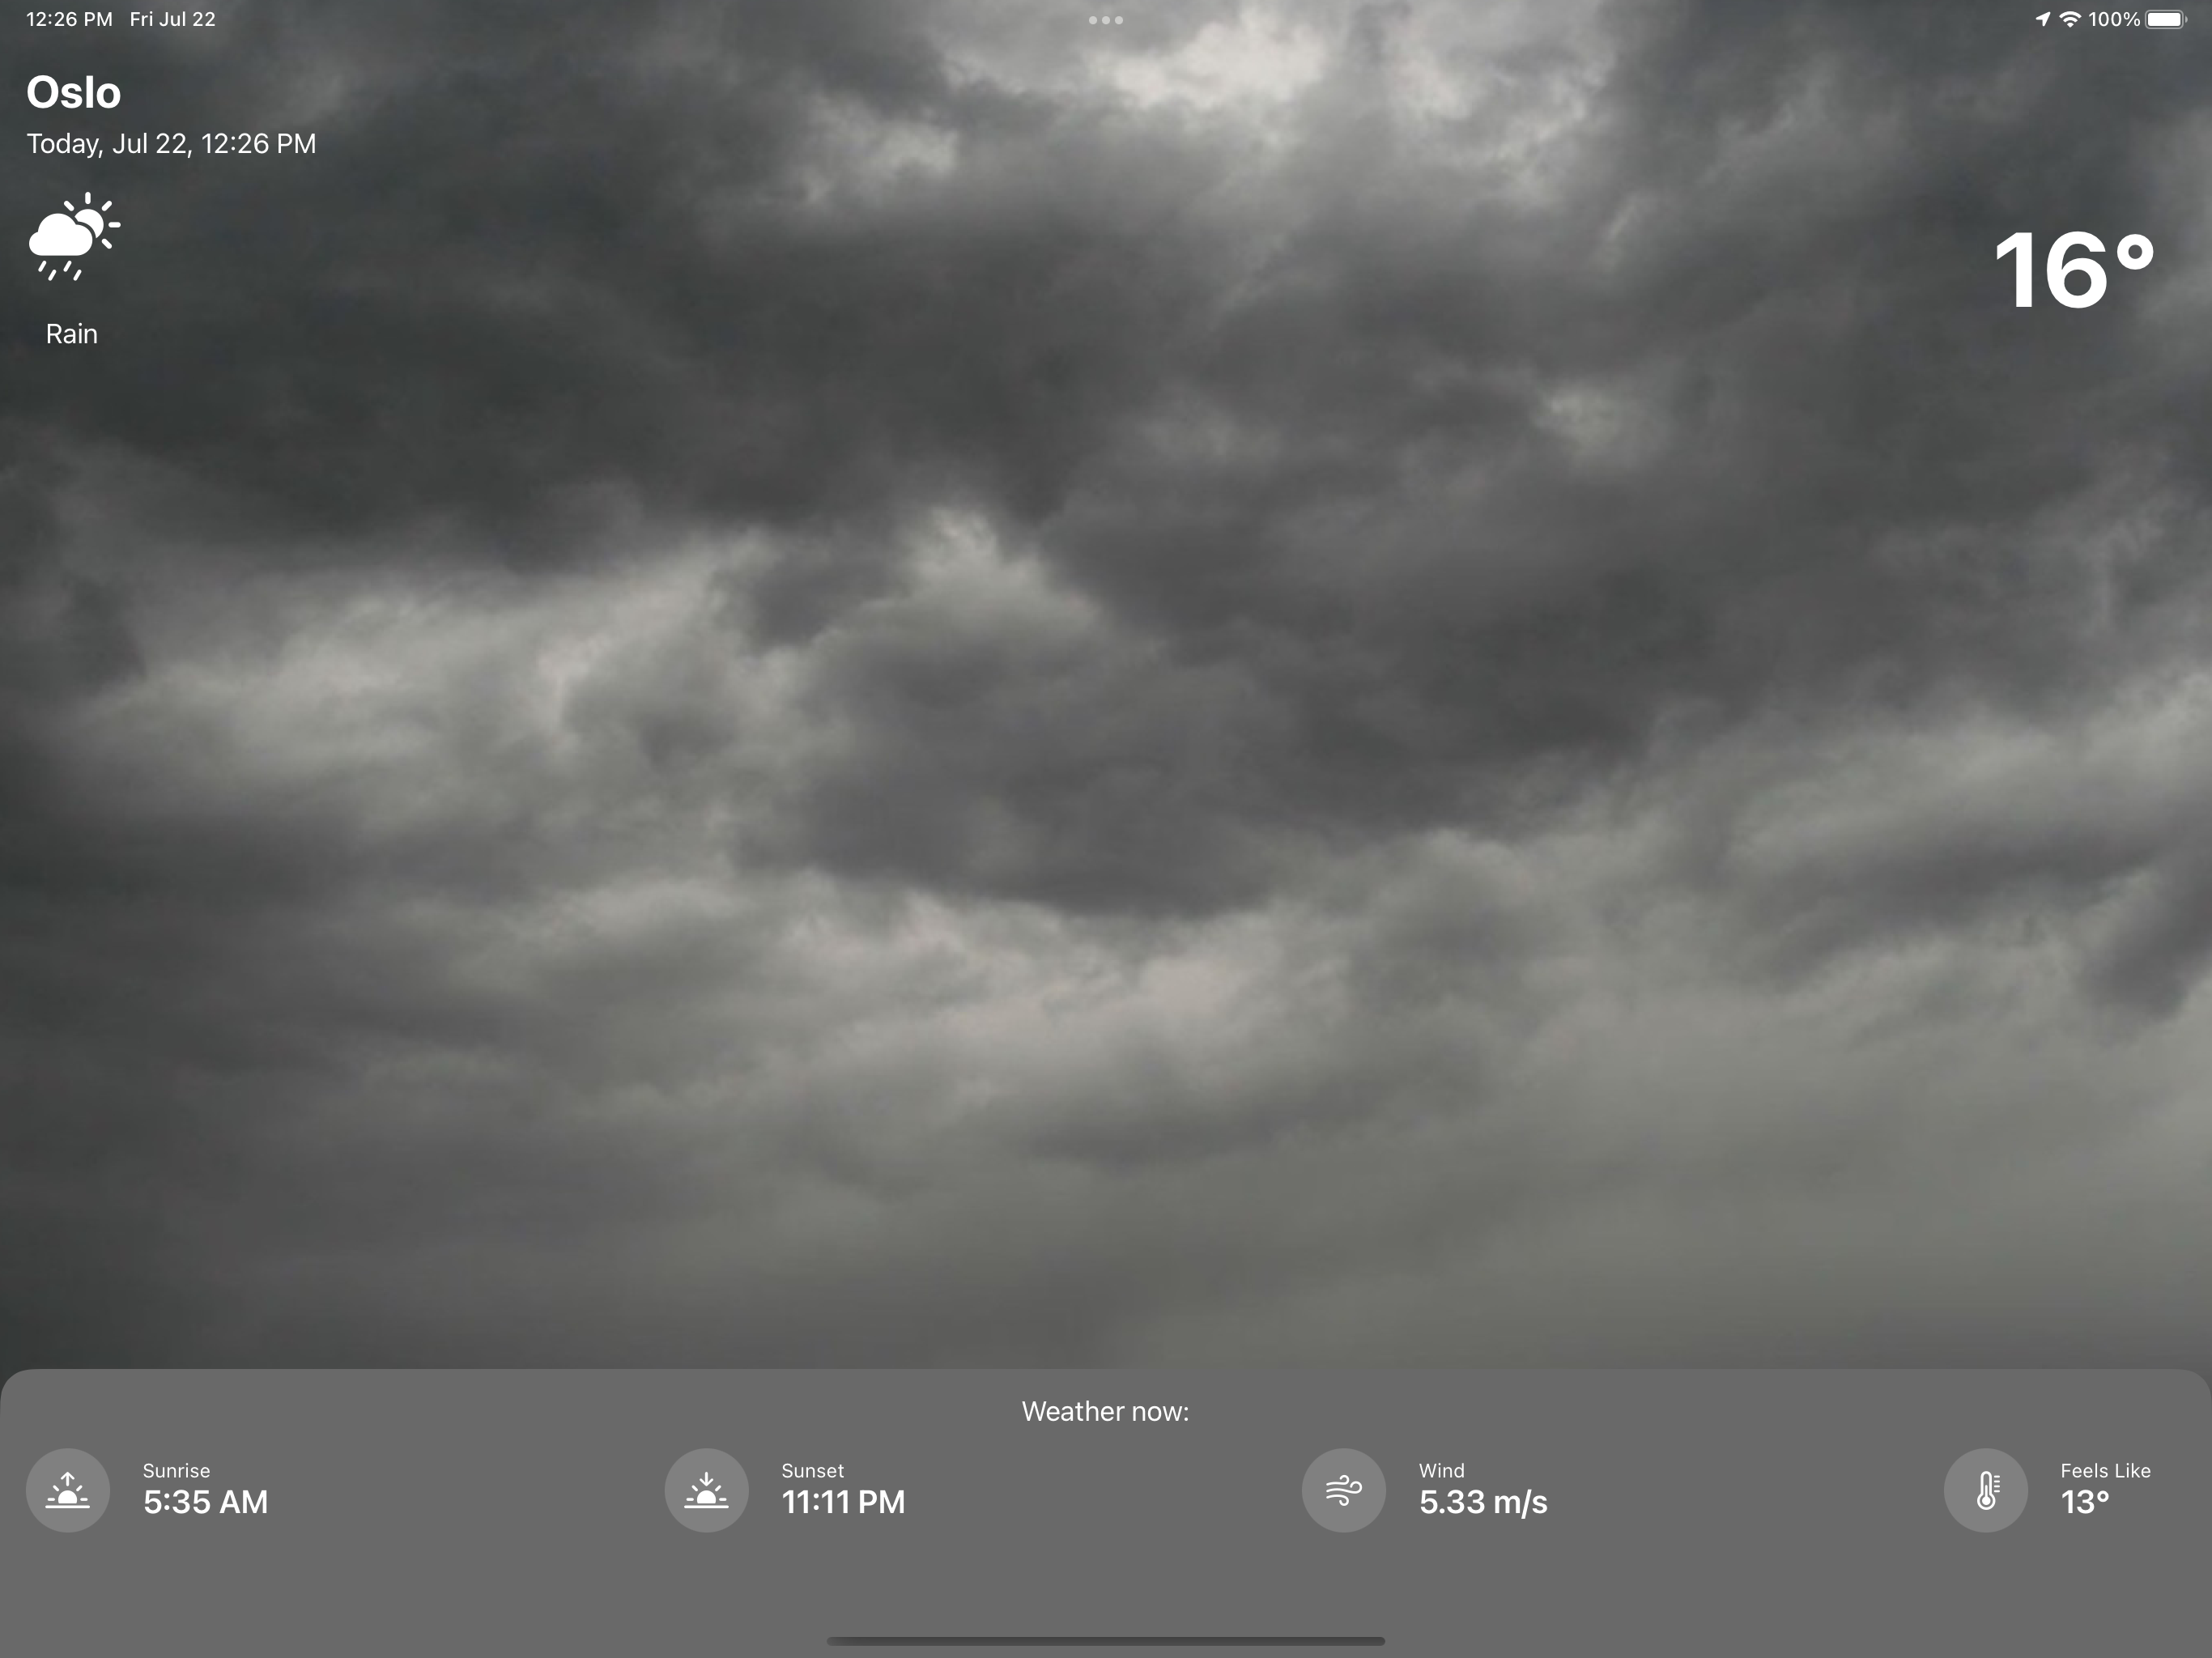 12:26 PM Fri Jul 22
100%
Oslo
Today, Jul 22, 12:26 PM
Rain
16°
Weather now:
Sunrise
5:35 AM
Sunset
11:11 PM
Wind
5.33 m/s
Feels Like
13°